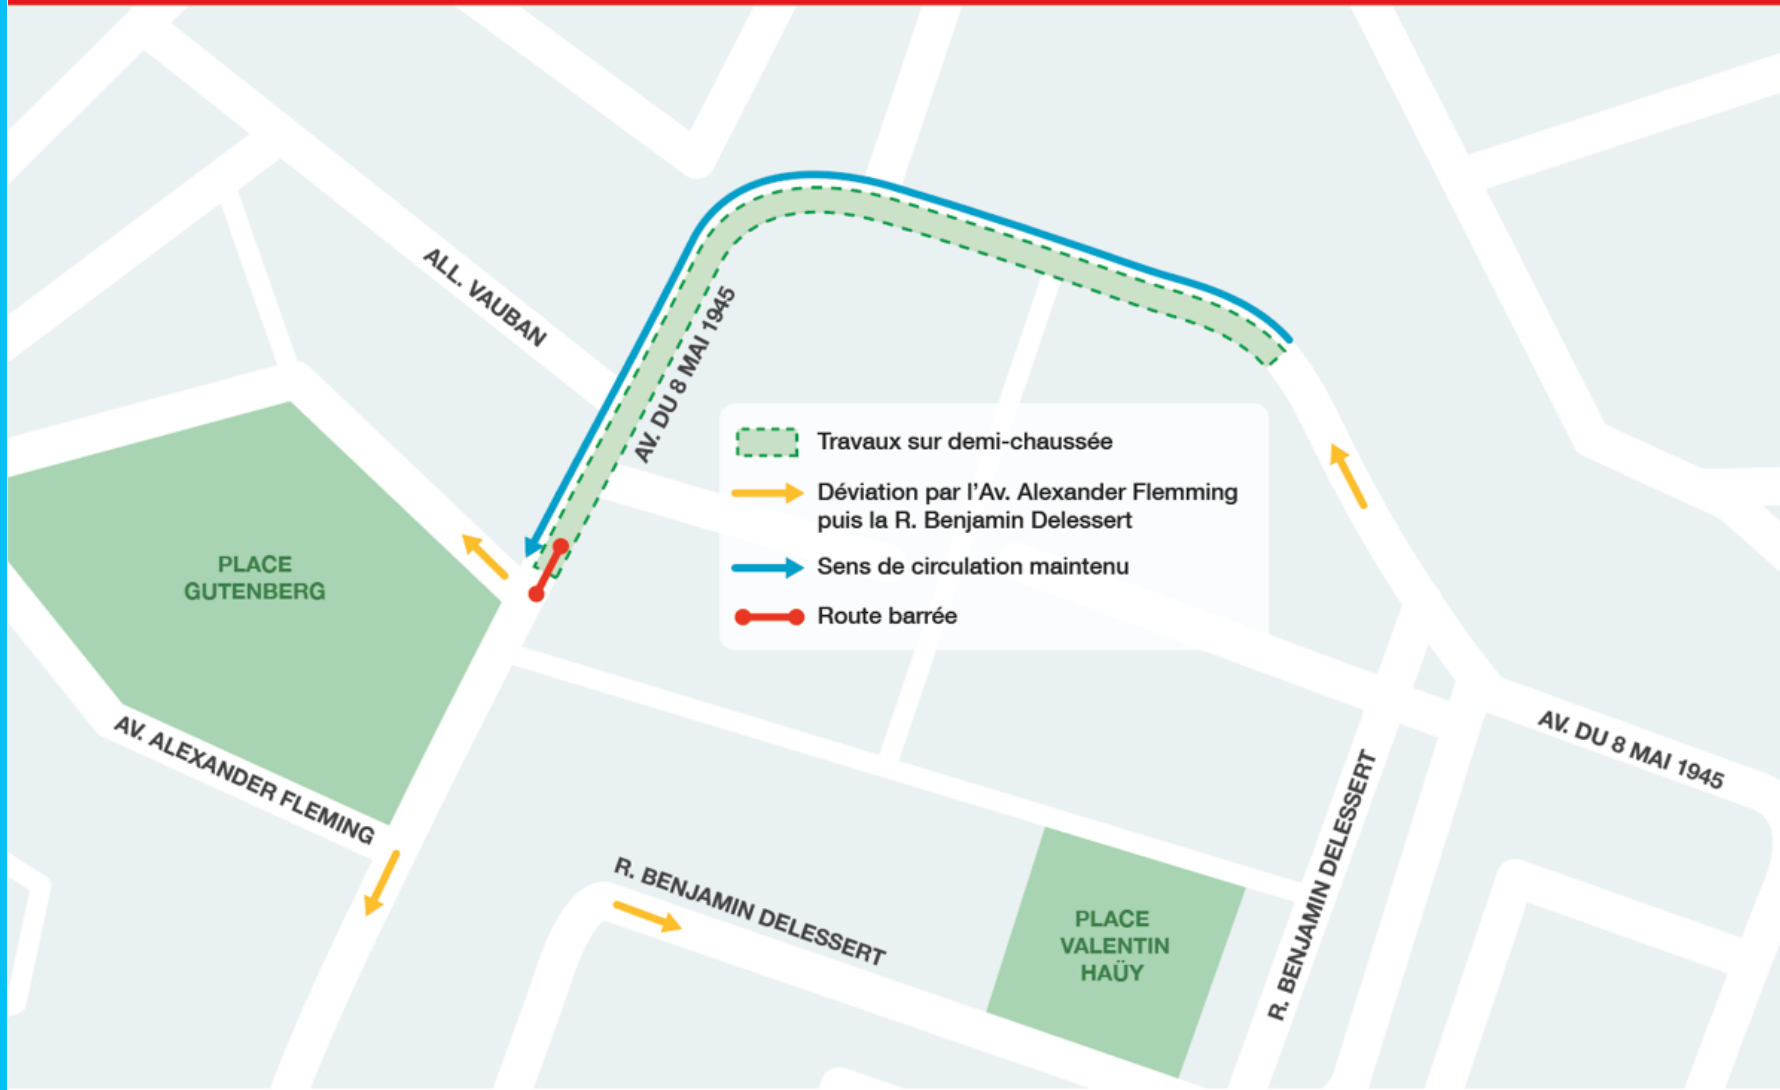 ALL. VAUBAN
AV. DU 8 MAI 1945
Travaux sur demi-chaussée
Déviation par l'Av. Alexander Flemming
puis la R. Benjamin Delessert
Sens de circulation maintenu
Route barrée
PLACE
GUTENBERG
AV. ALEXANDER FLEMING
AV. DU 8 MAI 1945
R. BENJAMIN DELESSERT
R. BENJAMIN DELESSERT
PLACE
VALENTIN
HAÜY